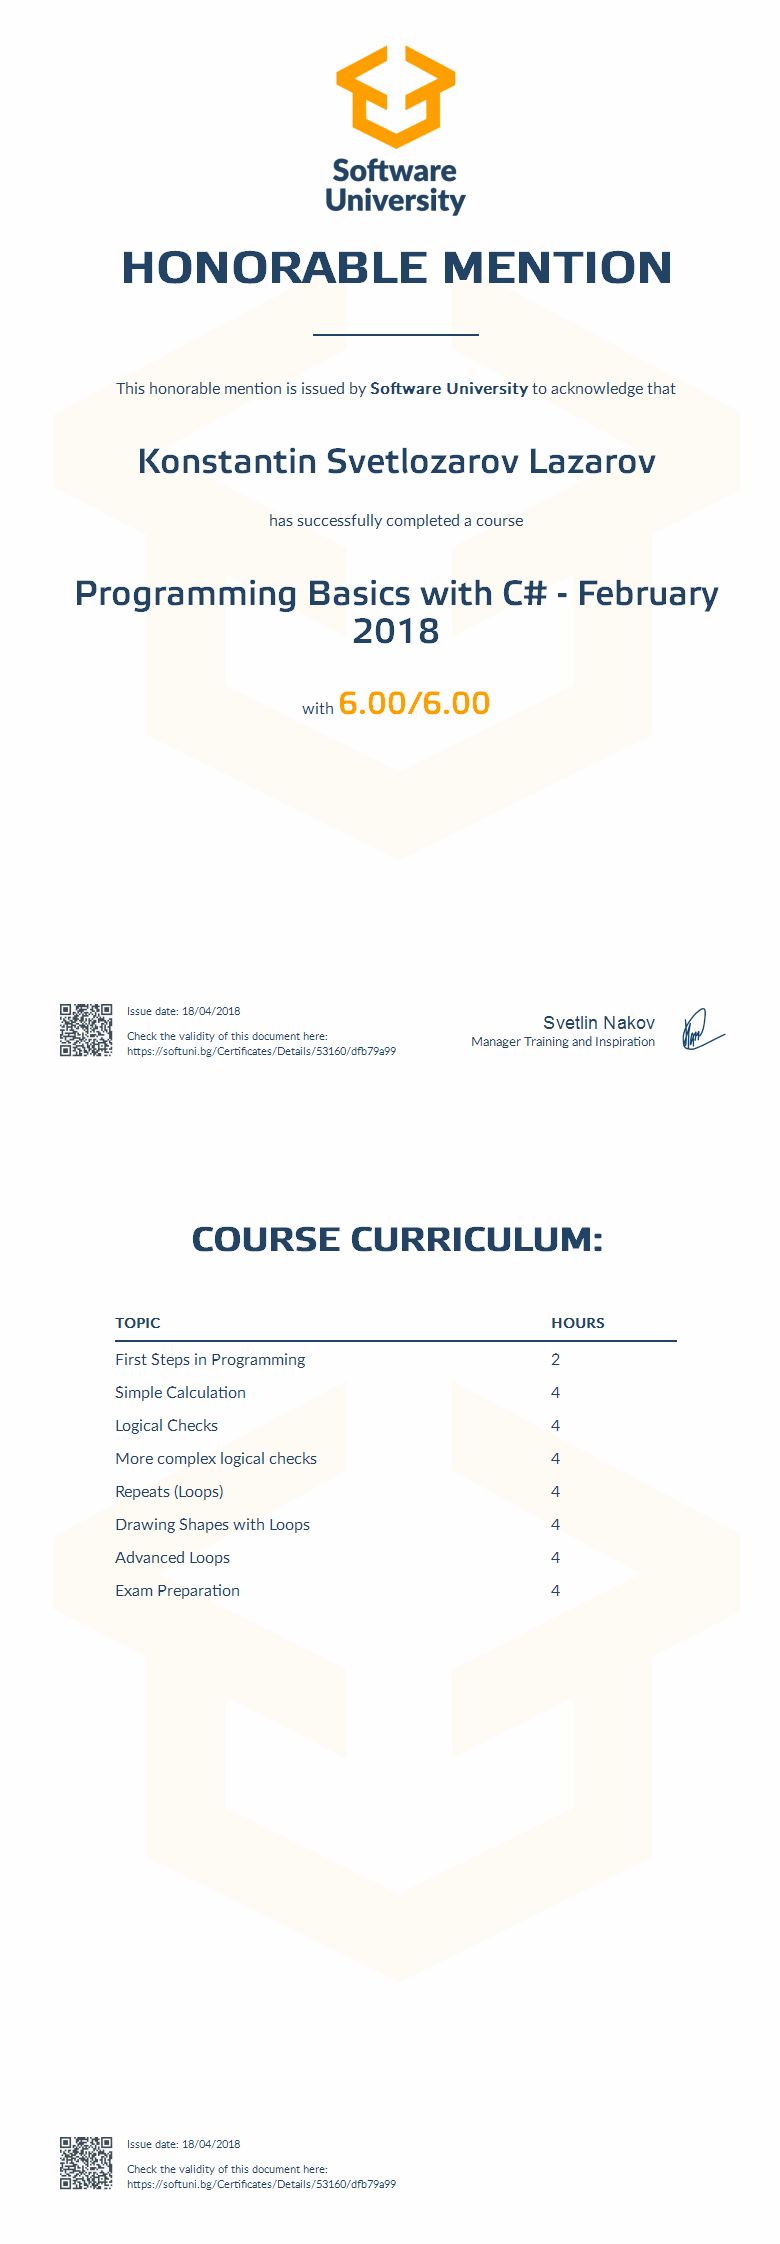 Software
University
HONORABLE MENTION
This honorable mention is issued by Software University to acknowledge that
Konstantin Svetlozarov Lazarov
has successfully completed a course
Programming Basics with C# - February
2018
with 6.00/6.00
Issue date: 18/04/2018
Check the validity of this document here:
https://softuni.bg/Certificates/Details/53160/dfb79a99
Svetlin Nakov
Manager Training and Inspiration
COURSE CURRICULUM:
TOPIC HOURS
First Steps in Programming 2
Simple Calculation 4
Logical Checks 4
More complex logical checks 4
Repeats (Loops) 4
Drawing Shapes with Loops 4
Advanced Loops 4
Exam Preparation 4
Issue date: 18/04/2018
Check the validity of this document here:
https://softuni.bg/Certificates/Details/53160/dfb79a99